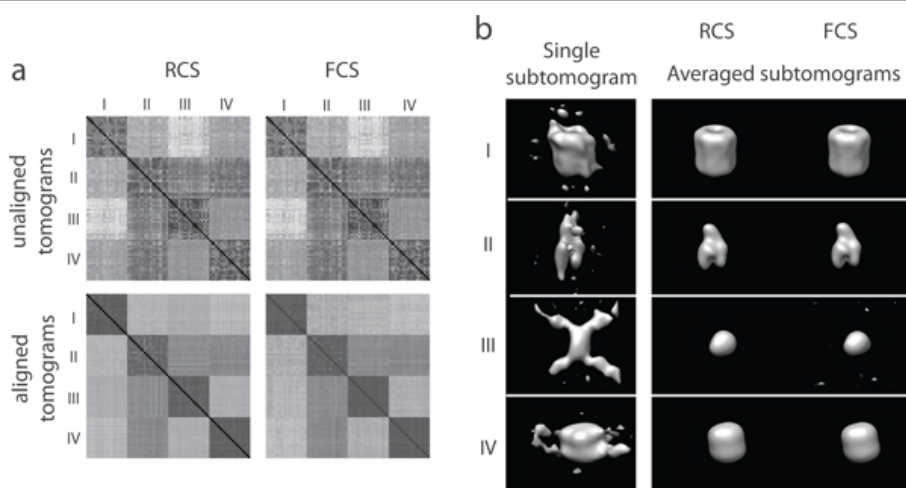 a
RCS FCS
I II III IV I II III IV
unaligned
tomograms
I
II
III
IV
aligned
tomograms
I
II
III
IV
b
Single
subtomogram
RCS FCS
Averaged subtomograms
I
II
III
IV